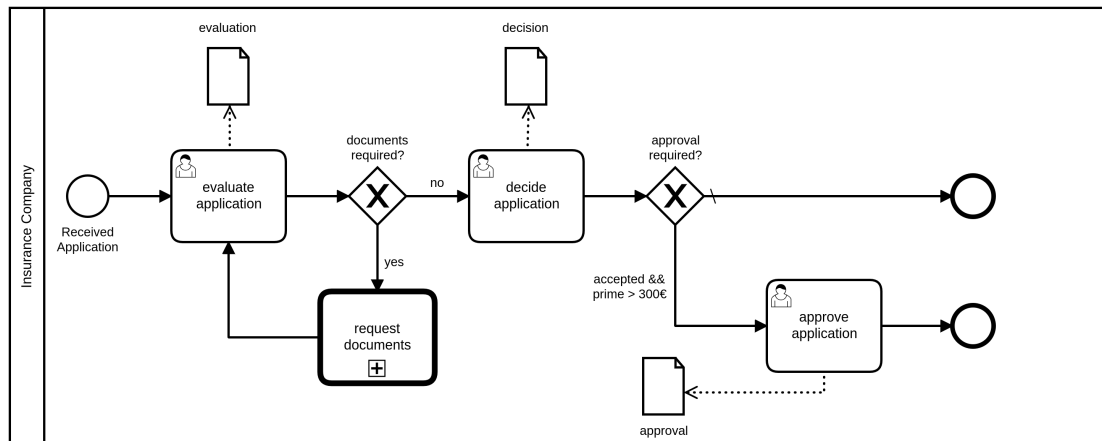 Insurance Company
evaluation
decision
documents
required?
approval
required?
evaluate
application
no
decide
application
Received
Application
yes
accepted &&
prime > 300€
request
documents
approve
application
approval